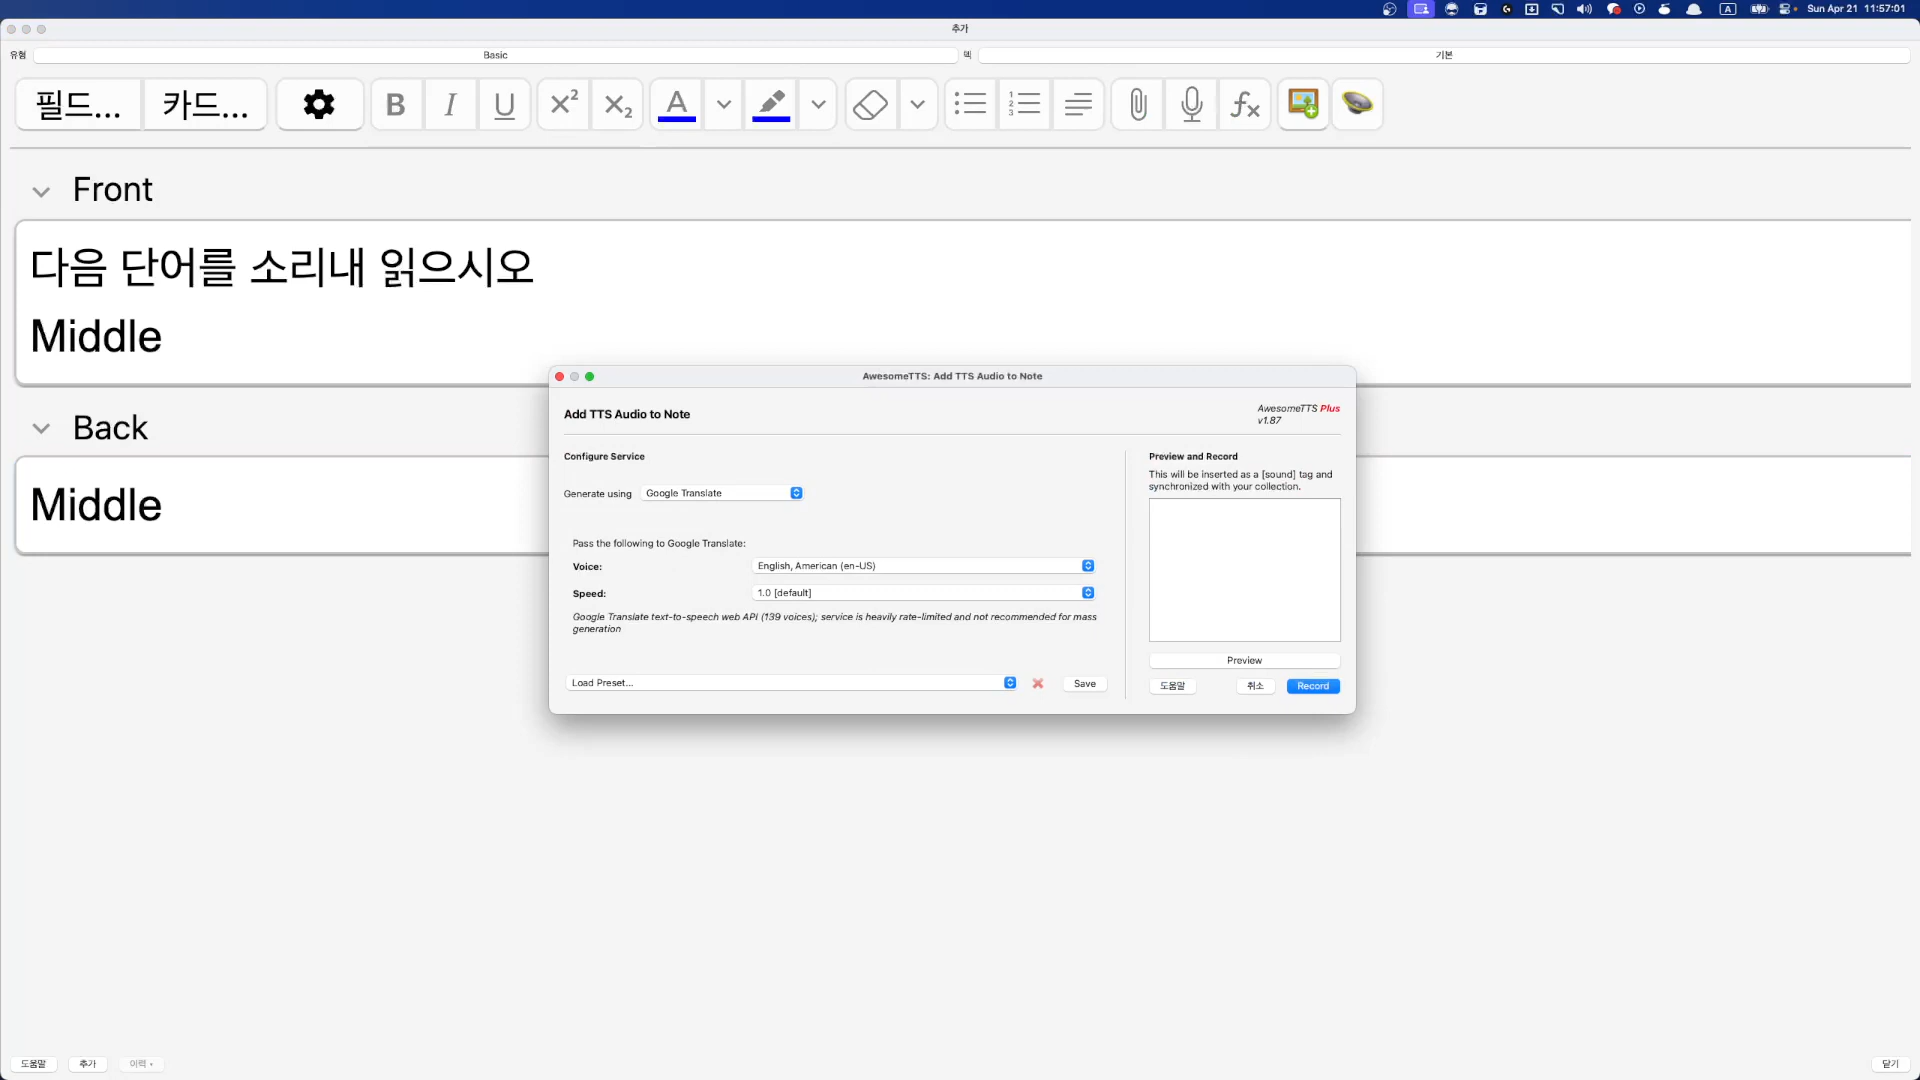 Sun Apr 21 11:57:01
추가
유형
Basic
덱
기본
필드...
카드...
B
I
U
X²
X₂
A
fx
Front
다음 단어를 소리내 읽으시오
Middle
Back
Middle
AwesomeTTS: Add TTS Audio to Note
Add TTS Audio to Note
AwesomeTTS Plus
v1.87
Configure Service
Generate using
Google Translate
Pass the following to Google Translate:
Voice:
English, American (en-US)
Speed:
1.0 [default]
Google Translate text-to-speech web API (139 voices); service is heavily rate-limited and not recommended for mass
generation
Load Preset...
Save
Preview and Record
This will be inserted as a [sound] tag and
synchronized with your collection.
Preview
도움말
취소
Record
도움말
추가
이력
닫기